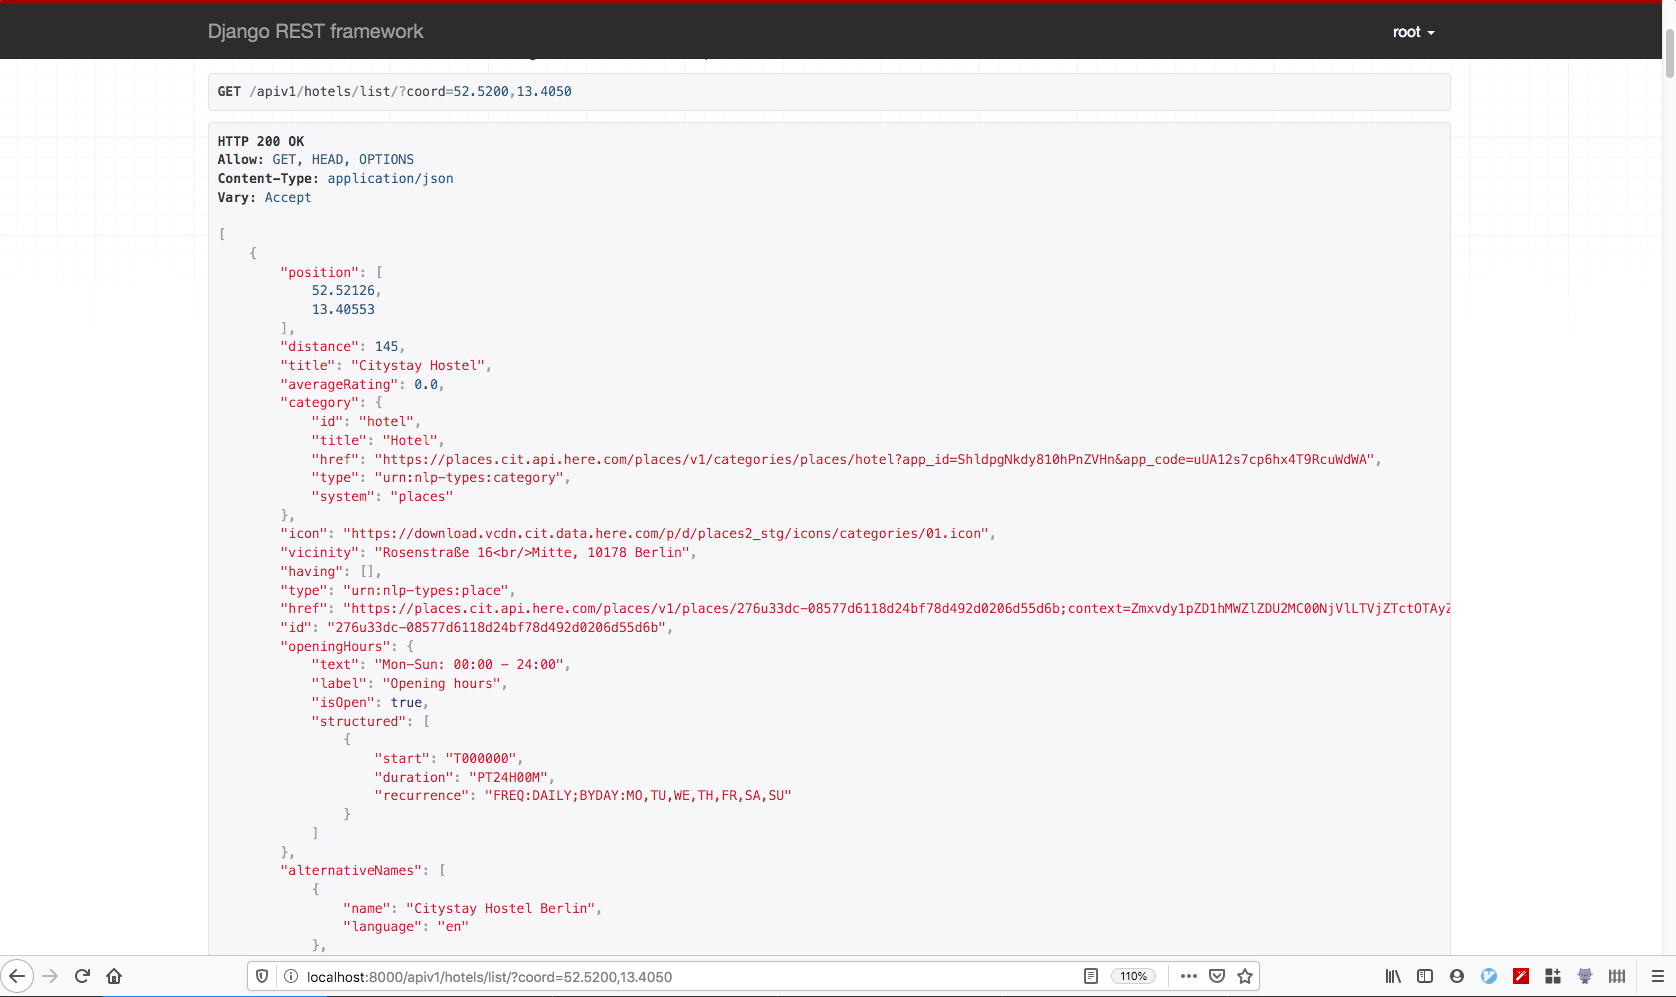 Django REST framework
root
GET /apiv1/hotels/list/?coord=52.5200,13.4050
HTTP 200 OK
Allow: GET, HEAD, OPTIONS
Content-Type: application/json
Vary: Accept
[
    {
        "position": [
            52.52126,
            13.40553
        ],
        "distance": 145,
        "title": "Citystay Hostel",
        "averageRating": 0.0,
        "category": {
            "id": "hotel",
            "title": "Hotel",
            "href": "https://places.cit.api.here.com/places/v1/categories/places/hotel?app_id=ShldpgNkdy810hPnZVHn&app_code=uUA12s7cp6hx4T9RcuWdWA",
            "type": "urn:nlp-types:category",
            "system": "places"
        },
        "icon": "https://download.vcdn.cit.data.here.com/p/d/places2_stg/icons/categories/01.icon",
        "vicinity": "Rosenstraße 16<br/>Mitte, 10178 Berlin",
        "having": [],
        "type": "urn:nlp-types:place",
        "href": "https://places.cit.api.here.com/places/v1/places/276u33dc-08577d6118d24bf78d492d0206d55d6b;context=Zmxvdy1pZD1hMWZlZDU2MC00NjVlLTVjZTctOTAyZ
        "id": "276u33dc-08577d6118d24bf78d492d0206d55d6b",
        "openingHours": {
            "text": "Mon-Sun: 00:00 - 24:00",
            "label": "Opening hours",
            "isOpen": true,
            "structured": [
                {
                    "start": "T000000",
                    "duration": "PT24H00M",
                    "recurrence": "FREQ:DAILY;BYDAY:MO,TU,WE,TH,FR,SA,SU"
                }
            ]
        },
        "alternativeNames": [
            {
                "name": "Citystay Hostel Berlin",
                "language": "en"
            },
localhost:8000/apiv1/hotels/list/?coord=52.5200,13.4050
110%